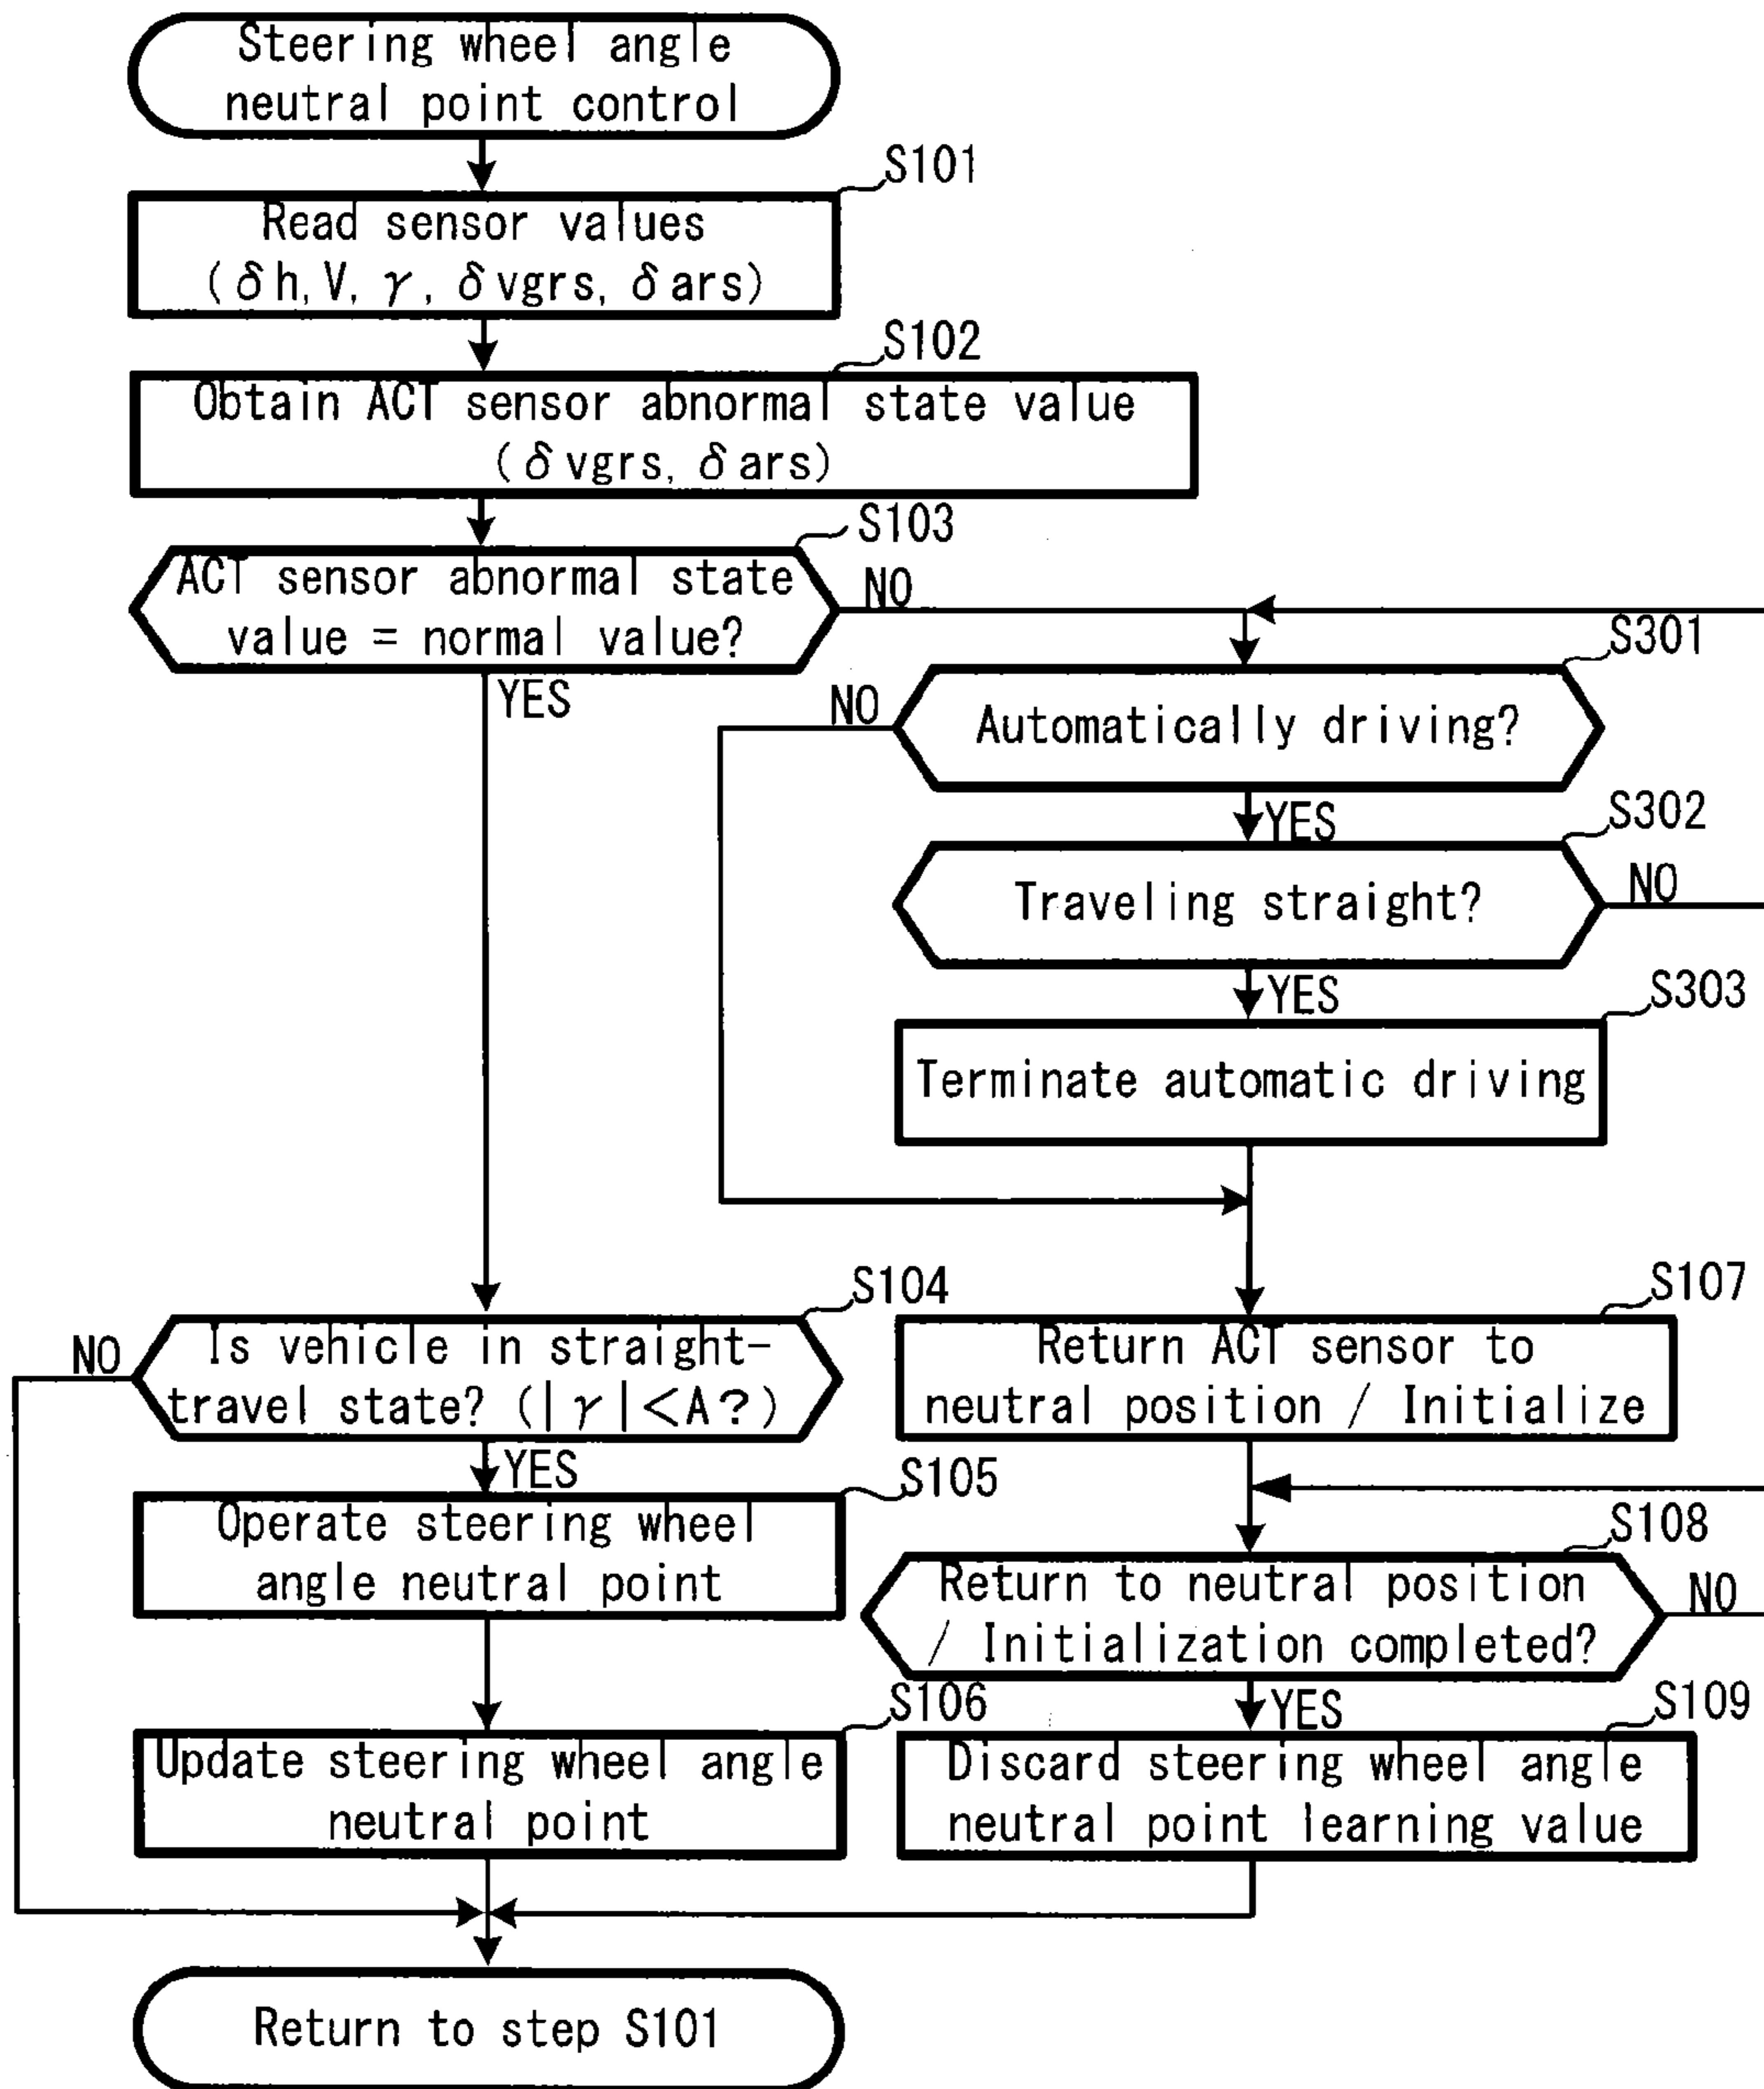 Steering wheel angle
neutral point control
S101
Read sensor values
(δh, V, γ, δvgrs, δars)
S102
Obtain ACT sensor abnormal state value
(δvgrs, δars)
S103
ACT sensor abnormal state
value = normal value?
NO
YES
S301
NO
Automatically driving?
YES
S302
Traveling straight?
NO
YES
S303
Terminate automatic driving
S104
NO
Is vehicle in straight-
travel state? (|γ|<A?)
YES
S105
Operate steering wheel
angle neutral point
S106
Update steering wheel angle
neutral point
S107
Return ACT sensor to
neutral position / Initialize
S108
Return to neutral position
/ Initialization completed?
NO
YES
S109
Discard steering wheel angle
neutral point learning value
Return to step S101